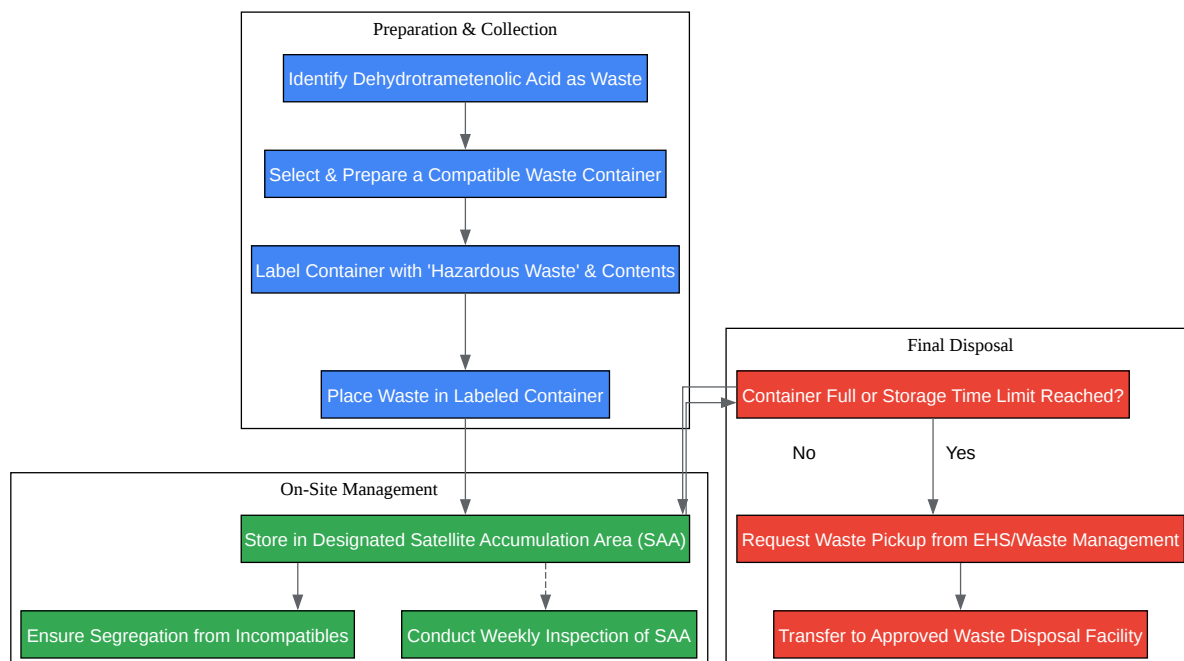 Preparation & Collection
Identify Dehydrotrametenolic Acid as Waste
Select & Prepare a Compatible Waste Container
Label Container with 'Hazardous Waste' & Contents
Place Waste in Labeled Container
On-Site Management
Store in Designated Satellite Accumulation Area (SAA)
Ensure Segregation from Incompatibles
Conduct Weekly Inspection of SAA
Final Disposal
Container Full or Storage Time Limit Reached?
No
Yes
Request Waste Pickup from EHS/Waste Management
Transfer to Approved Waste Disposal Facility